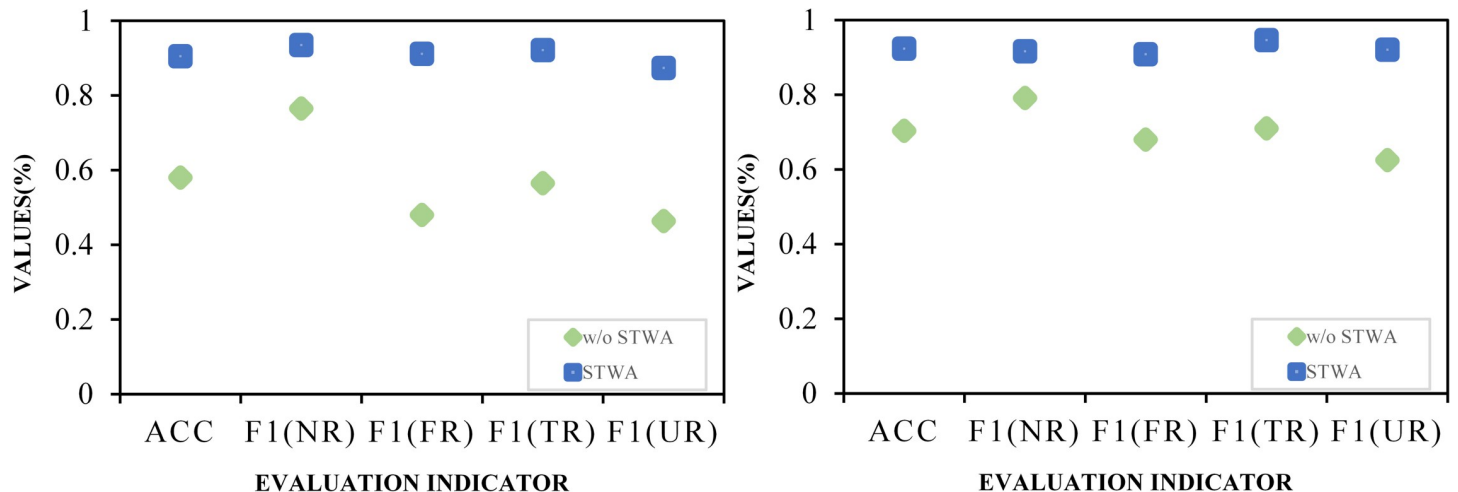 1
0.8
0.6
0.4
0.2
0
VALUES(%)
w/o STWA
STWA
ACC F1(NR) F1(FR) F1(TR) F1(UR)
EVALUATION INDICATOR
1
0.8
0.6
0.4
0.2
0
VALUES(%)
w/o STWA
STWA
ACC F1(NR) F1(FR) F1(TR) F1(UR)
EVALUATION INDICATOR